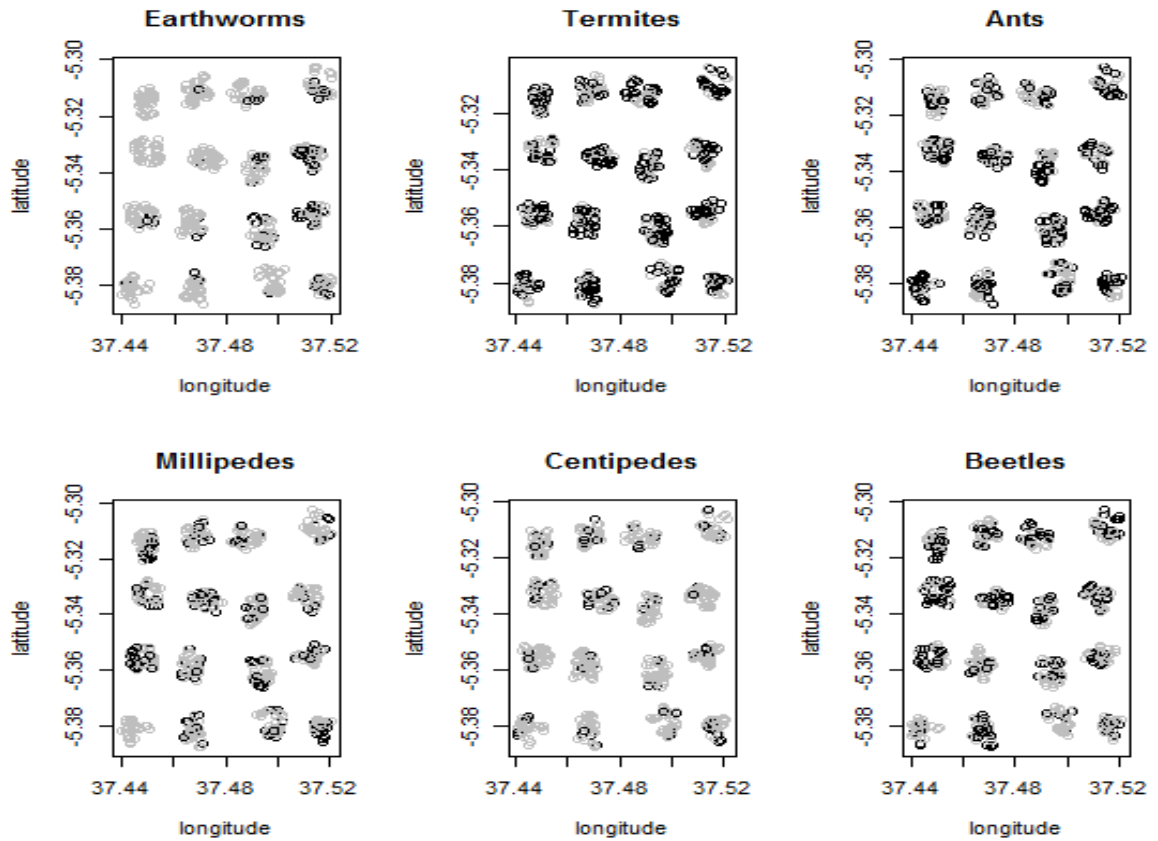 Earthworms Termites Ants
-5.30 -5.30
-5.32 -5.32 -5.32
-5.34 -5.34 -5.34
-5.36 -5.36 -5.36
-5.38 -5.38 -5.38
latitude latitude latitude
37.44 37.48 37.52 37.44 37.48 37.52 37.44 37.48 37.52
longitude longitude longitude
Millipedes Centipedes Beetles
-5.30 -5.30 -5.30
-5.32 -5.32 -5.32
-5.34 -5.34 -5.34
-5.36 -5.36 -5.36
-5.38 -5.38 -5.38
latitude latitude latitude
37.44 37.48 37.52 37.44 37.48 37.52 37.44 37.48 37.52
longitude longitude longitude